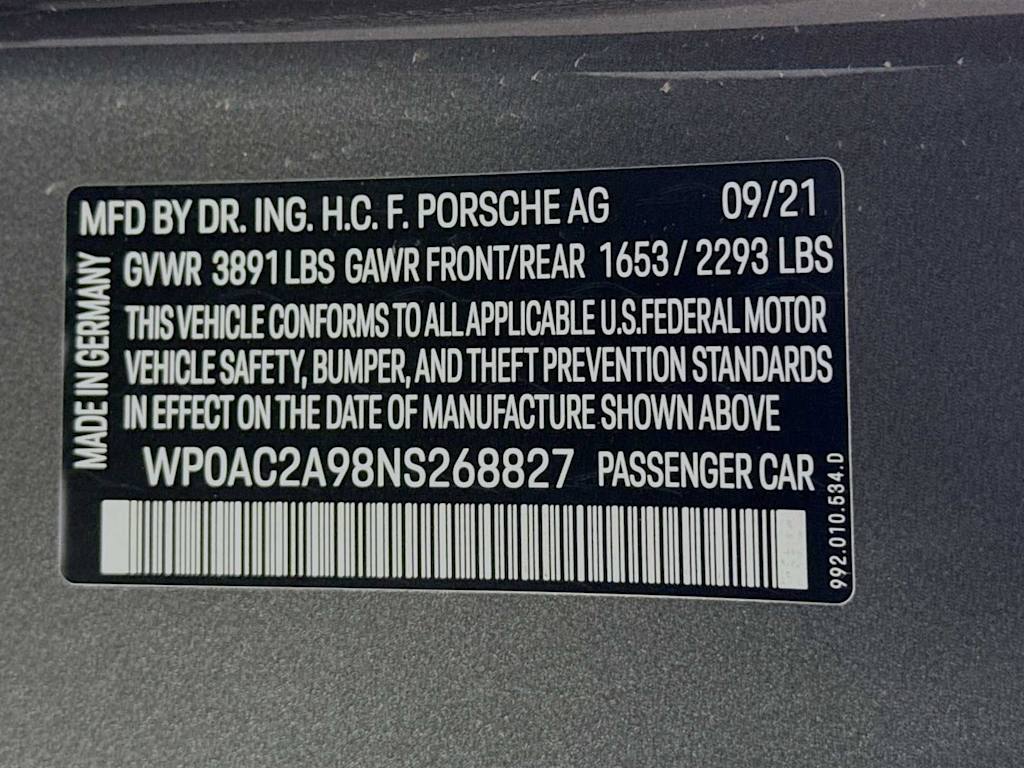 MFD BY DR. ING. H.C. F. PORSCHE AG 09/21
GVWR 3891 LBS GAWR FRONT/REAR 1653 / 2293 LBS
THIS VEHICLE CONFORMS TO ALL APPLICABLE U.S.FEDERAL MOTOR
VEHICLE SAFETY, BUMPER, AND THEFT PREVENTION STANDARDS
IN EFFECT ON THE DATE OF MANUFACTURE SHOWN ABOVE
WP0AC2A98NS268827 PASSENGER CAR
MADE IN GERMANY
992.010.534.D